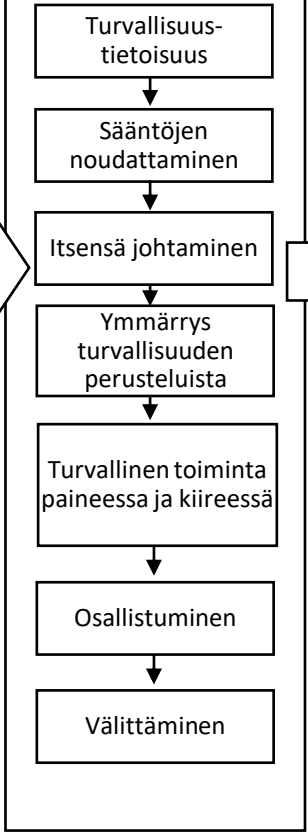 Turvallisuus-
tietoisuus
Sääntöjen
noudattaminen
Itsensä johtaminen
Ymmärrys
turvallisuuden
perusteluista
Turvallinen toiminta
paineessa ja kiireessä
Osallistuminen
Välittäminen